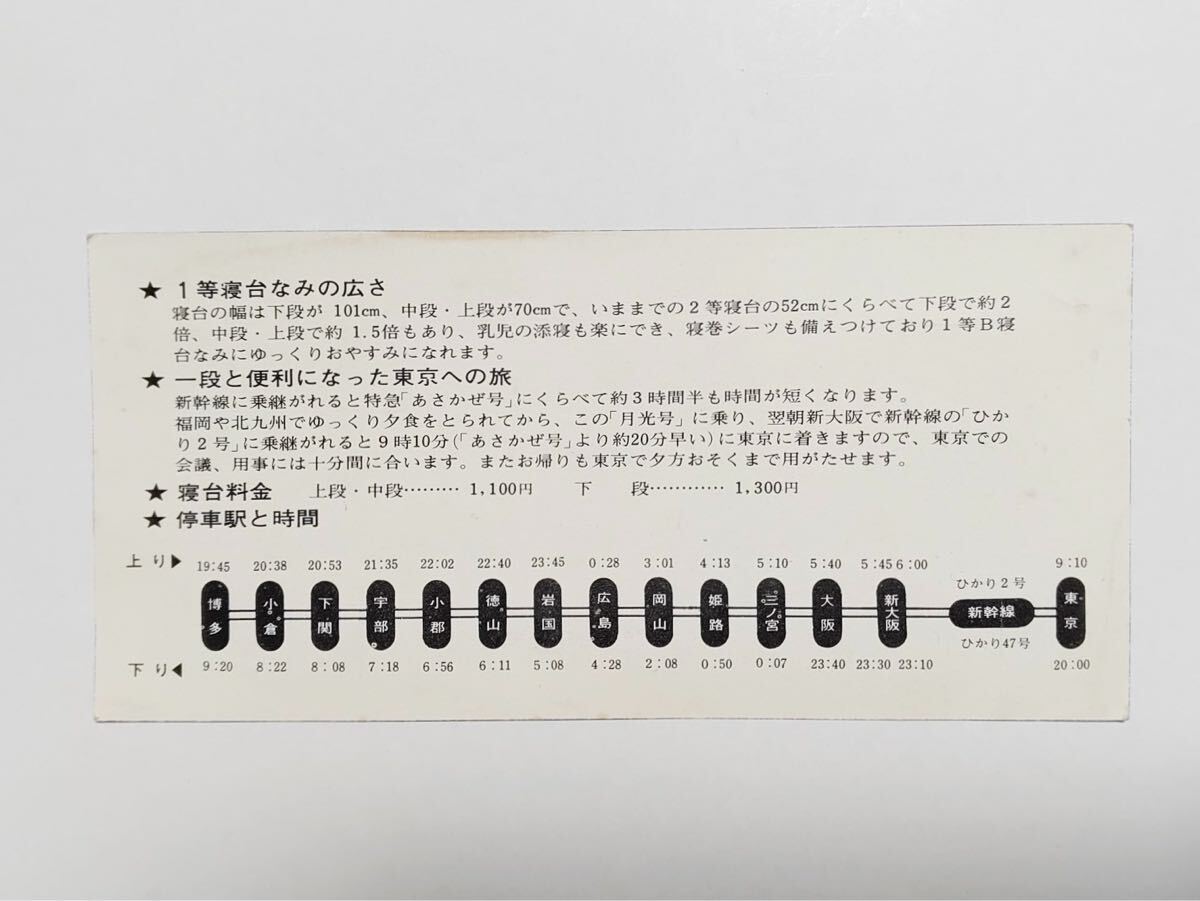 ★ 1等寝台なみの広さ
寝台の幅は下段が 101cm、中段・上段が70cmで、いままでの2等寝台の52cmにくらべて下段で約2
倍、中段・上段で約 1.5倍もあり、乳児の添寝も楽にでき、寝巻シーツも備えつけており1等B寝
台なみにゆっくりおやすみになれます。
★ 一段と便利になった東京への旅
新幹線に乗継がれると特急「あさかぜ号」にくらべて約3時間半も時間が短くなります。
福岡や北九州でゆっくり夕食をとられてから、この「月光号」に乗り、翌朝新大阪で新幹線の「ひか
り2号」に乗継がれると9時10分(「あさかぜ号」より約20分早い)に東京に着きますので、東京での
会議、用事には十分間に合います。またお帰りも東京で夕方おそくまで用がたせます。
★ 寝台料金 上段・中段……… 1,100円 下 段………… 1,300円
★ 停車駅と時間
上り▶ 19:45 20:38 20:53 21:35 22:02 22:40 23:45 0:28 3:01 4:13 5:10 5:40 5:45 6:00 9:10
ひかり2号
博多 小倉 下関 宇部 小郡 徳山 岩国 広島 岡山 姫路 三ノ宮 大阪 新大阪 新幹線 東京
ひかり47号
下り◀ 9:20 8:22 8:08 7:18 6:56 6:11 5:08 4:28 2:08 0:50 0:07 23:40 23:30 23:10 20:00